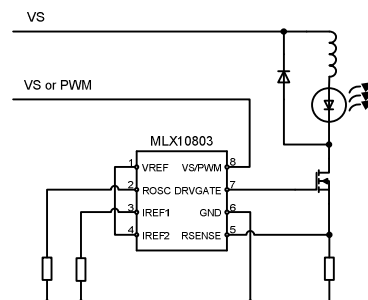 VS
VS or PWM
MLX10803
1 VREF VS/PWM 8
2 ROSC DRVGATE 7
3 IREF1 GND 6
4 IREF2 RSENSE 5